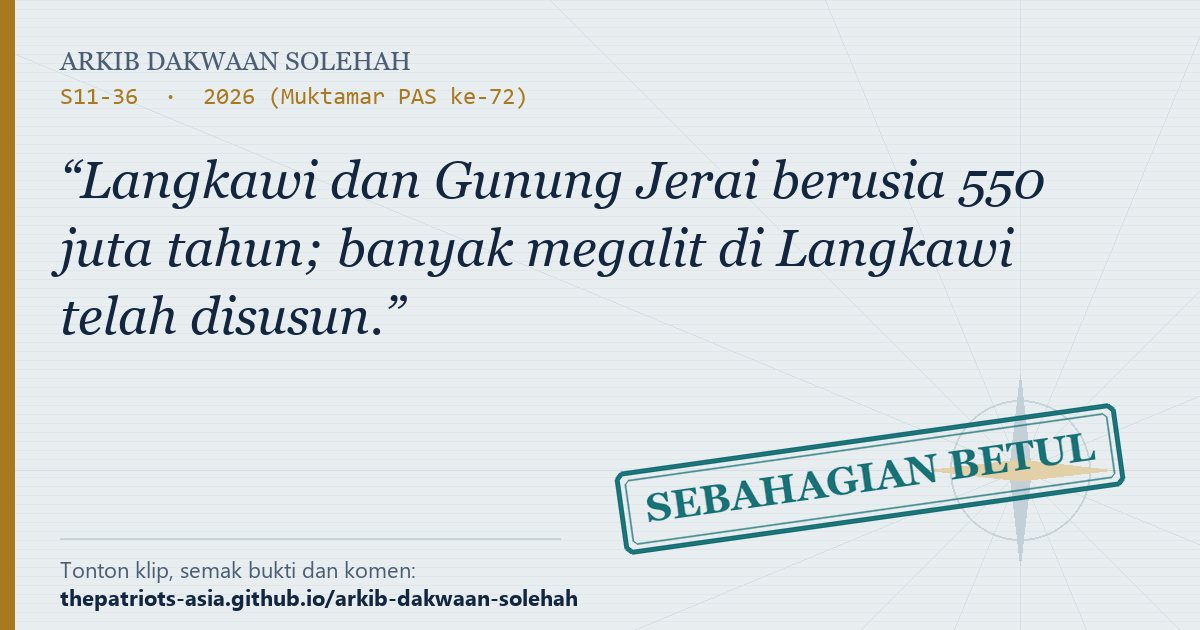 ARKIB DAKWAAN SOLEHAH
S11-36 · 2026 (Muktamar PAS ke-72)
“Langkawi dan Gunung Jerai berusia 550
juta tahun; banyak megalit di Langkawi
telah disusun.”
SEBAHAGIAN BETUL
Tonton klip, semak bukti dan komen:
thepatriots-asia.github.io/arkib-dakwaan-solehah